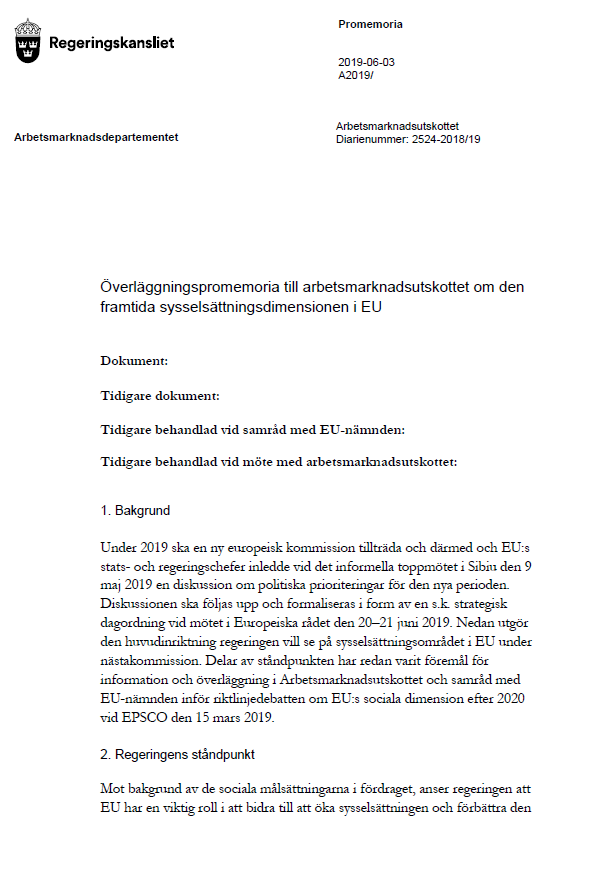 Regeringskansliet
Promemoria
2019-06-03
A2019/
Arbetsmarknadsdepartementet
Arbetsmarknadsutskottet
Diarienummer: 2524-2018/19
Överläggningspromemoria till arbetsmarknadsutskottet om den
framtida sysselsättningsdimensionen i EU
Dokument:
Tidigare dokument:
Tidigare behandlad vid samråd med EU-nämnden:
Tidigare behandlad vid möte med arbetsmarknadsutskottet:
1. Bakgrund
Under 2019 ska en ny europeisk kommission tillträda och därmed och EU:s
stats- och regeringschefer inledde vid det informella toppmötet i Sibiu den 9
maj 2019 en diskussion om politiska prioriteringar för den nya perioden.
Diskussionen ska följas upp och formaliseras i form av en s.k. strategisk
dagordning vid mötet i Europeiska rådet den 20–21 juni 2019. Nedan utgör
den huvudinriktning regeringen vill se på sysselsättningsområdet i EU under
nästakommission. Delar av ståndpunkten har redan varit föremål för
information och överläggning i Arbetsmarknadsutskottet och samråd med
EU-nämnden inför riktlinjedebatten om EU:s sociala dimension efter 2020
vid EPSCO den 15 mars 2019.
2. Regeringens ståndpunkt
Mot bakgrund av de sociala målsättningarna i fördraget, anser regeringen att
EU har en viktig roll i att bidra till att öka sysselsättningen och förbättra den